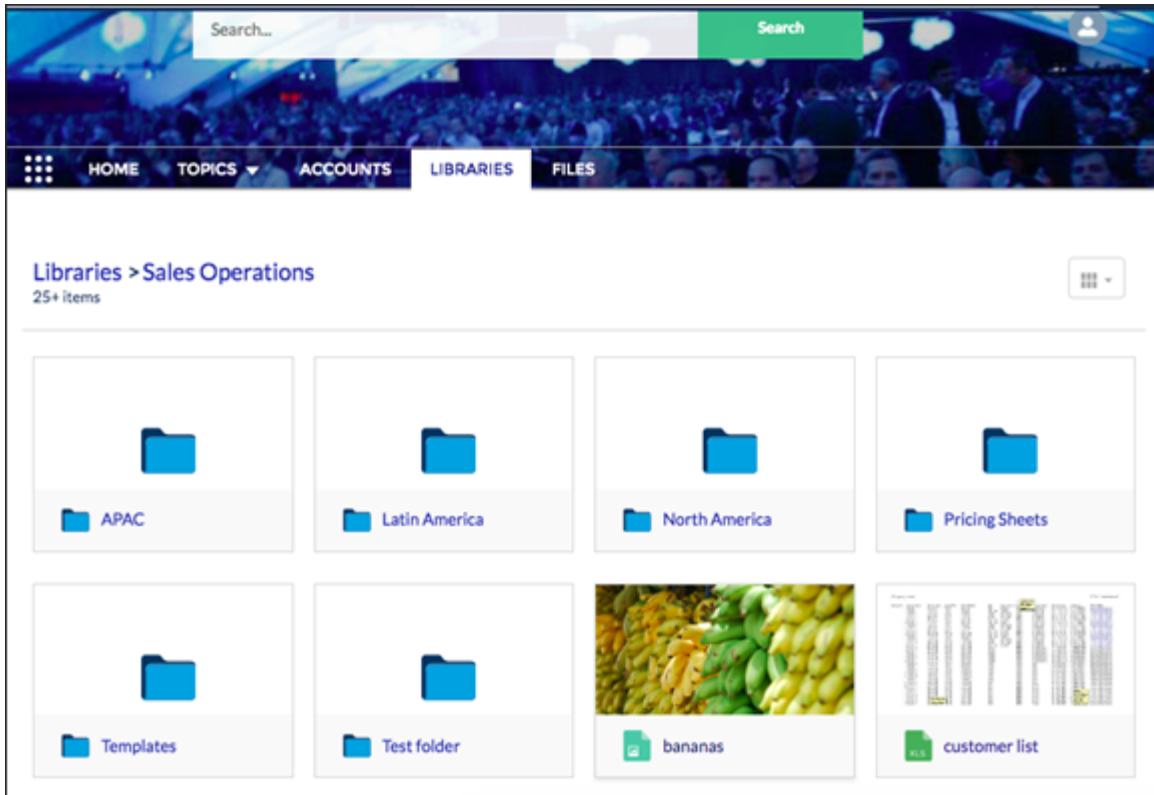 Search...
Search
HOME TOPICS ACCOUNTS LIBRARIES FILES
Libraries > Sales Operations
25+ items
APAC
Latin America
North America
Pricing Sheets
Templates
Test folder
bananas
XLS
customer list